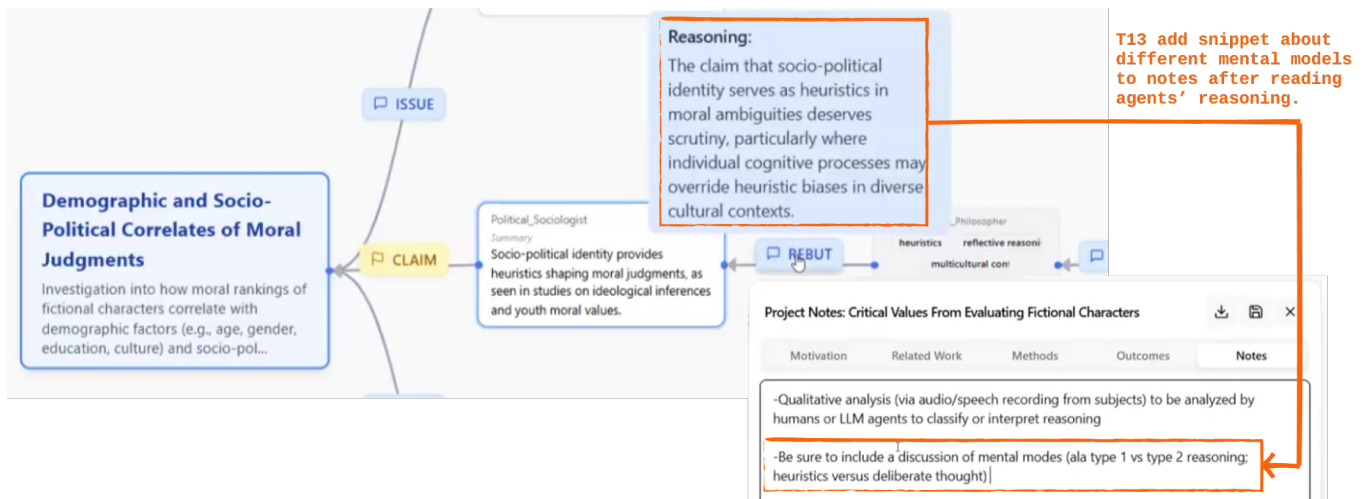 ISSUE
Demographic and Socio-
Political Correlates of Moral
Judgments
Investigation into how moral rankings of
fictional characters correlate with
demographic factors (e.g., age, gender,
education, culture) and socio-pol...
CLAIM
Political_Sociologist
Summary
Socio-political identity provides
heuristics shaping moral judgments, as
seen in studies on ideological inferences
and youth moral values.
Reasoning:
The claim that socio-political
identity serves as heuristics in
moral ambiguities deserves
scrutiny, particularly where
individual cognitive processes may
override heuristic biases in diverse
cultural contexts.
REBUT
_Philosopher
heuristics reflective reasoni
multicultural con
T13 add snippet about
different mental models
to notes after reading
agents’ reasoning.
Project Notes: Critical Values From Evaluating Fictional Characters
Motivation Related Work Methods Outcomes Notes
-Qualitative analysis (via audio/speech recording from subjects) to be analyzed by
humans or LLM agents to classify or interpret reasoning
-Be sure to include a discussion of mental modes (ala type 1 vs type 2 reasoning;
heuristics versus deliberate thought)